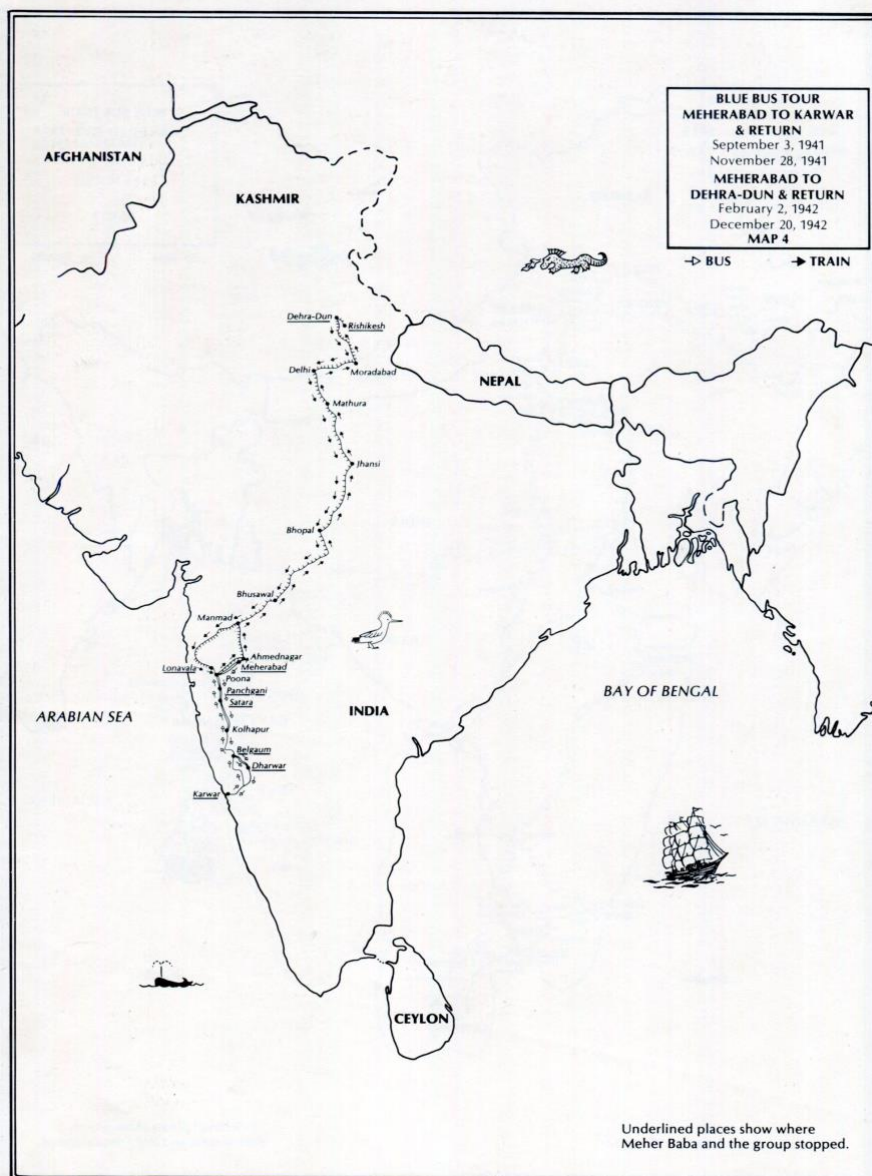 BLUE BUS TOUR
MEHERABAD TO KARWAR
& RETURN
September 3, 1941
November 28, 1941
MEHERABAD TO
DEHRA-DUN & RETURN
February 2, 1942
December 20, 1942
MAP 4
BUS
TRAIN
AFGHANISTAN
KASHMIR
Dehra-Dun
Rishikesh
Delhi
Moradabad
NEPAL
Mathura
Jhansi
Bhopal
Bhusawal
Manmad
Ahmednagar
Lonavala
Meherabad
Poona
Panchgani
Satara
ARABIAN SEA
INDIA
BAY OF BENGAL
Kolhapur
Belgaum
Dharwar
Karwar
CEYLON
Underlined places show where
Meher Baba and the group stopped.